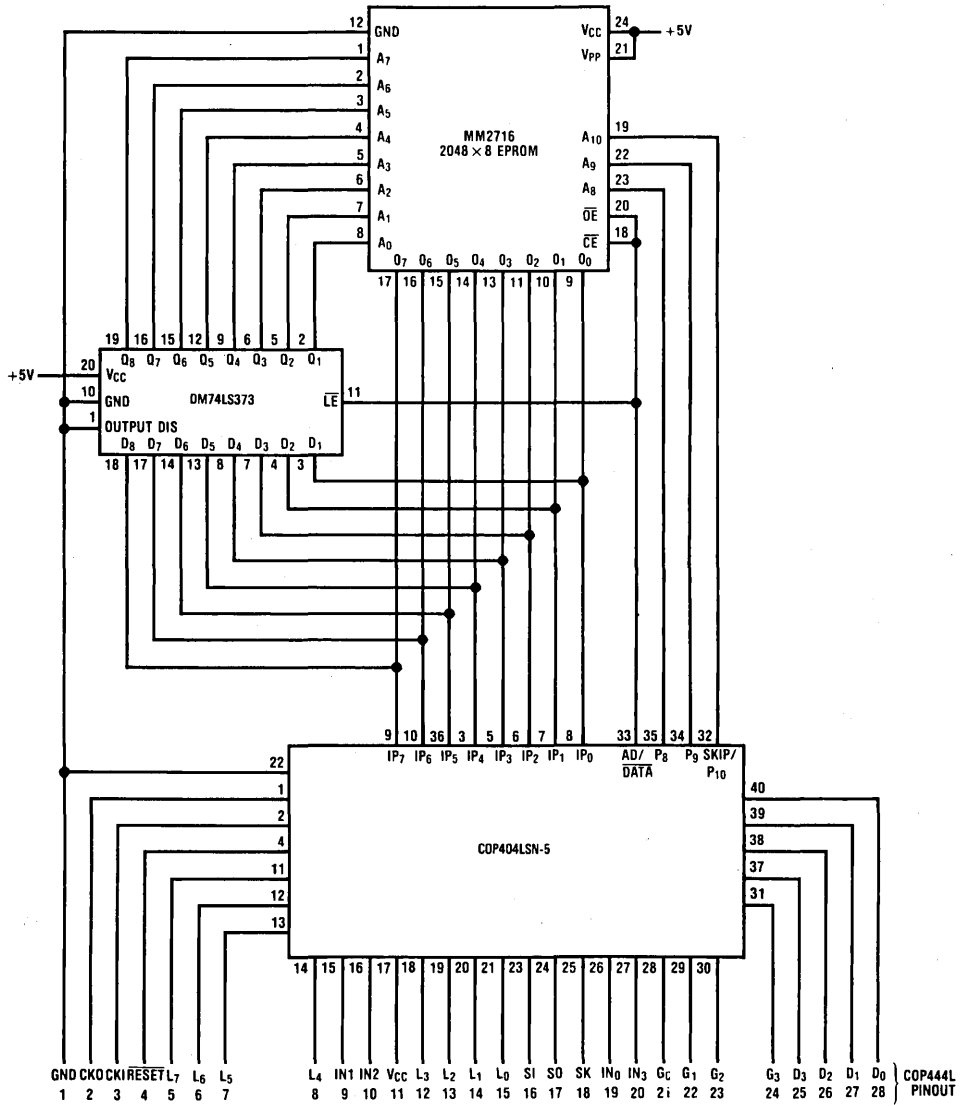 12 GND VCC 24 +5V
1 A7 VPP 21
2 A6
3 A5
4 A4 MM2716 A10 19
2048 × 8 EPROM
5 A3 A9 22
6 A2 A8 23
7 A1 OE 20
8 A0 CE 18
O7 O6 O5 O4 O3 O2 O1 O0
17 16 15 14 13 11 10 9
19 16 15 12 9 6 5 2
Q8 Q7 Q6 Q5 Q4 Q3 Q2 Q1
+5V 20 VCC
10 GND DM74LS373 LE 11
1 OUTPUT DIS
D8 D7 D6 D5 D4 D3 D2 D1
18 17 14 13 8 7 4 3
9 10 36 3 5 6 7 8 33 35 34 32
IP7 IP6 IP5 IP4 IP3 IP2 IP1 IP0 AD/ P8 P9 SKIP/
DATA P10
22
1 40
2 39
4 COP404LSN-5 38
11 37
12 31
13
14 15 16 17 18 19 20 21 23 24 25 26 27 28 29 30
GND CKO CKI RESET L7 L6 L5 L4 IN1 IN2 VCC L3 L2 L1 L0 SI SO SK IN0 IN3 GC G1 G2 G3 D3 D2 D1 D0 COP444L
1 2 3 4 5 6 7 8 9 10 11 12 13 14 15 16 18 19 20 2i 22 23 24 25 26 27 28 PINOUT
17